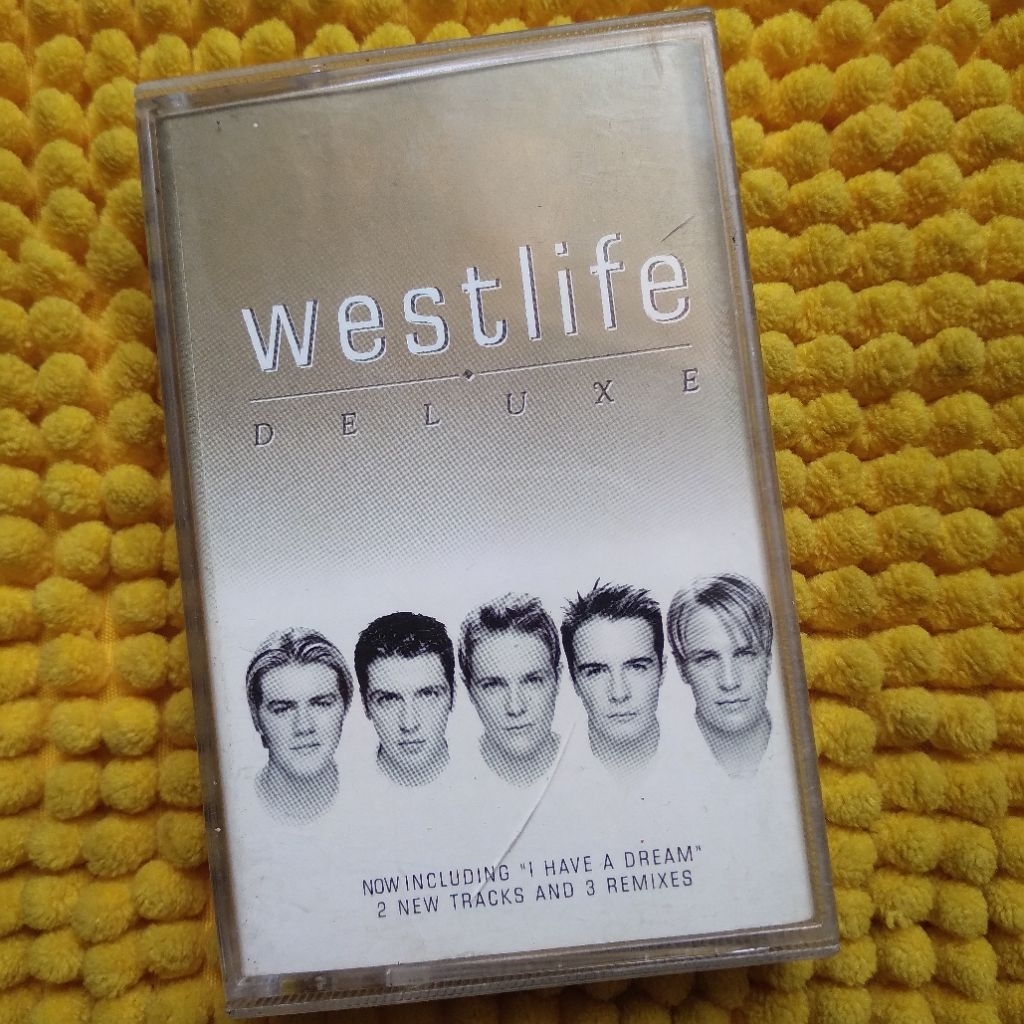 westlife
DELUXE
NOW INCLUDING "I HAVE A DREAM"
2 NEW TRACKS AND 3 REMIXES